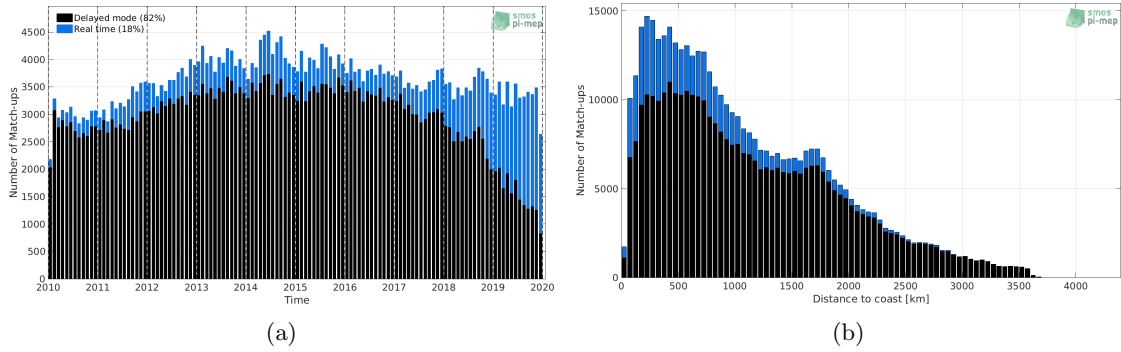 Delayed mode (82%)
Real time (18%)
smos
pi-mep
4500
4000
3500
3000
2500
2000
1500
1000
500
0
Number of Match-ups
2010 2011 2012 2013 2014 2015 2016 2017 2018 2019 2020
Time
(a)
smos
pi-mep
15000
10000
5000
0
Number of Match-ups
0 500 1000 1500 2000 2500 3000 3500 4000
Distance to coast [km]
(b)